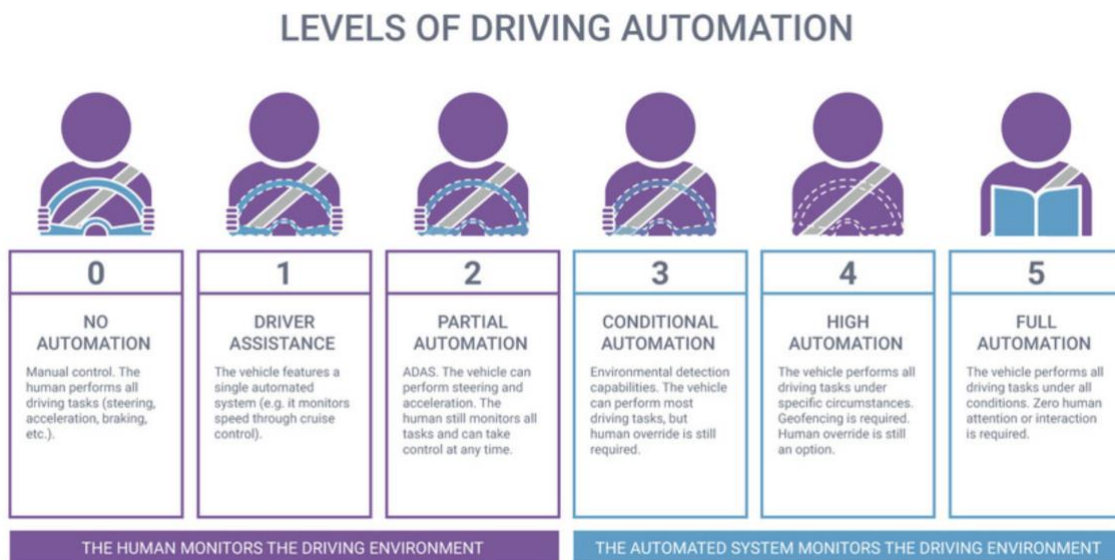 LEVELS OF DRIVING AUTOMATION
0
NO
AUTOMATION
Manual control. The
human performs all
driving tasks (steering,
acceleration, braking,
etc.).
1
DRIVER
ASSISTANCE
The vehicle features a
single automated
system (e.g. it monitors
speed through cruise
control).
2
PARTIAL
AUTOMATION
ADAS. The vehicle can
perform steering and
acceleration. The
human still monitors all
tasks and can take
control at any time.
3
CONDITIONAL
AUTOMATION
Environmental detection
capabilities. The vehicle
can perform most
driving tasks, but
human override is still
required.
4
HIGH
AUTOMATION
The vehicle performs all
driving tasks under
specific circumstances.
Geofencing is required.
Human override is still
an option.
5
FULL
AUTOMATION
The vehicle performs all
driving tasks under all
conditions. Zero human
attention or interaction
is required.
THE HUMAN MONITORS THE DRIVING ENVIRONMENT
THE AUTOMATED SYSTEM MONITORS THE DRIVING ENVIRONMENT